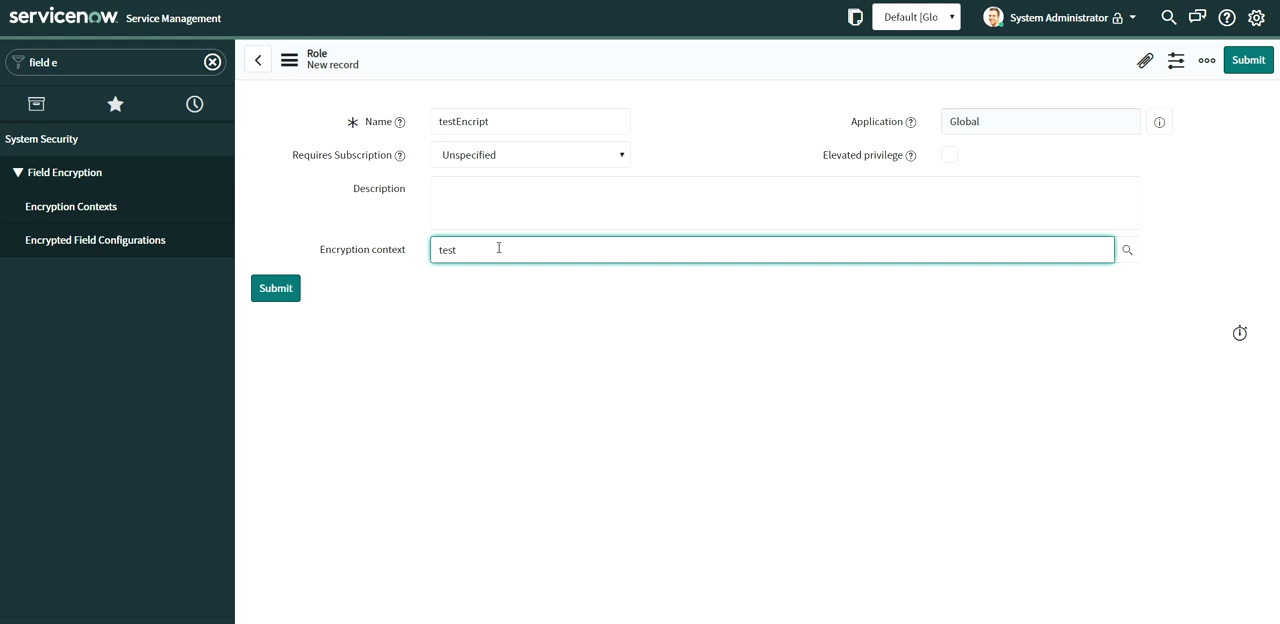 servicenow Service Management
Default [Glo
System Administrator
field e
Role
New record
Submit
System Security
Field Encryption
Encryption Contexts
Encrypted Field Configurations
Name
testEncript
Application
Global
Requires Subscription
Unspecified
Elevated privilege
Description
Encryption context
test
Submit